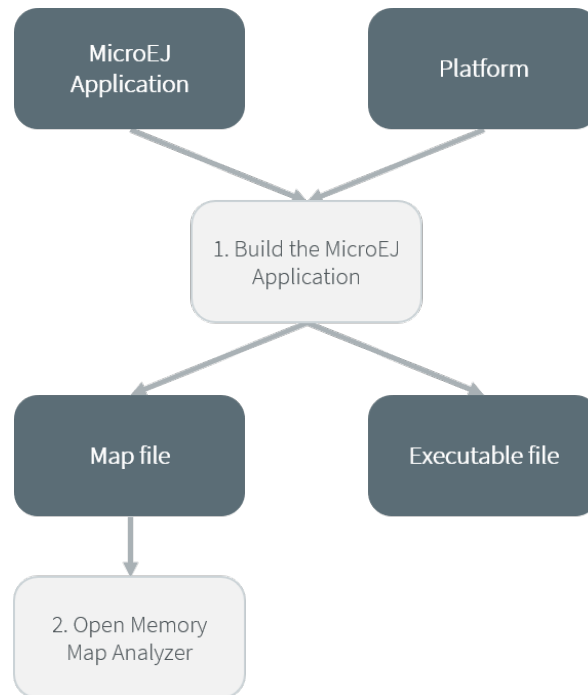 MicroEJ
Application
Platform
1. Build the MicroEJ
Application
Map file
Executable file
2. Open Memory
Map Analyzer